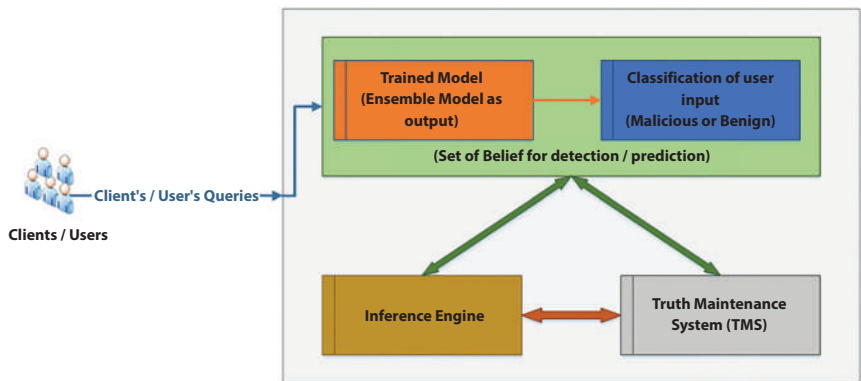 Trained Model
(Ensemble Model as
output)
Classification of user
input
(Malicious or Benign)
(Set of Belief for detection / prediction)
Client's / User's Queries
Clients / Users
Inference Engine
Truth Maintenance
System (TMS)